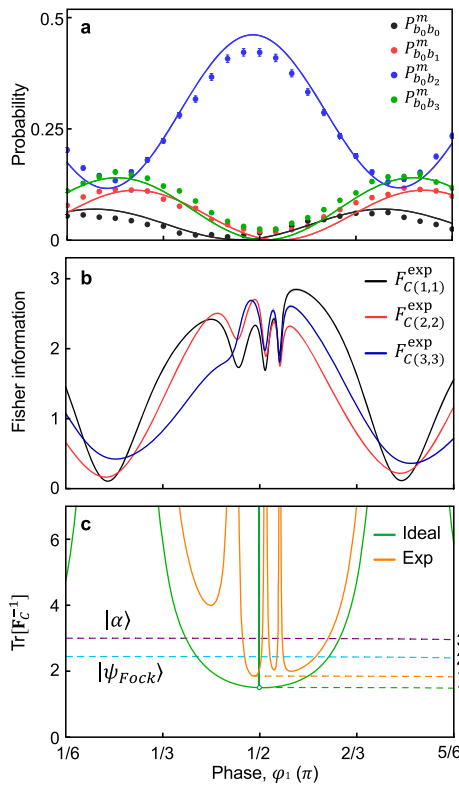 a
0.5
0.25
0
Probability
P^m_{b_0b_0}
P^m_{b_0b_1}
P^m_{b_0b_2}
P^m_{b_0b_3}
b
3
2
1
0
Fisher information
F^{exp}_{C(1,1)}
F^{exp}_{C(2,2)}
F^{exp}_{C(3,3)}
c
6
4
2
0
Tr[F_C^{-1}]
Ideal
Exp
|α⟩
|ψ_{Fock}⟩
1/6 1/3 1/2 2/3 5/6
Phase, φ_1 (π)